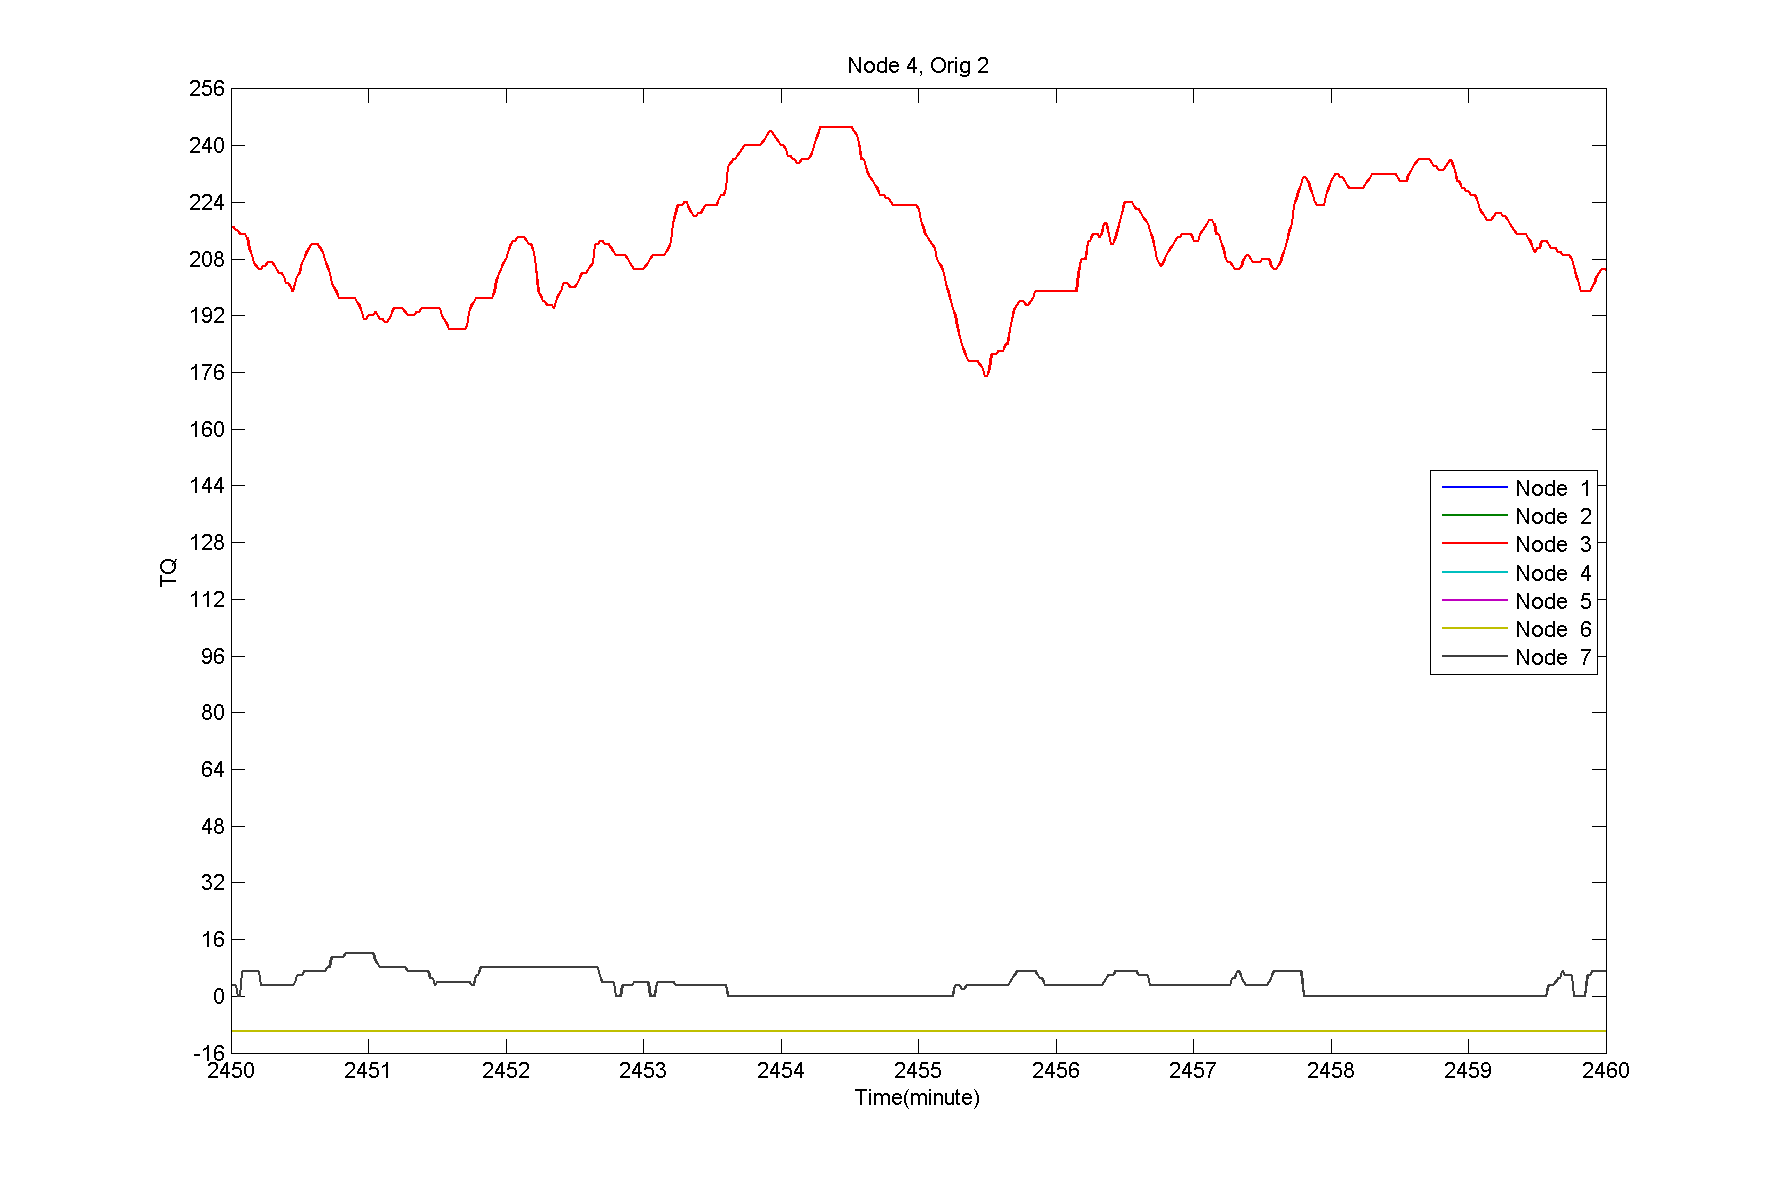 Node 4, Orig 2
256
240
224
208
192
176
160
144
128
112
96
80
64
48
32
16
0
-16
TQ
Node 1
Node 2
Node 3
Node 4
Node 5
Node 6
Node 7
2450 2451 2452 2453 2454 2455 2456 2457 2458 2459 2460
Time(minute)